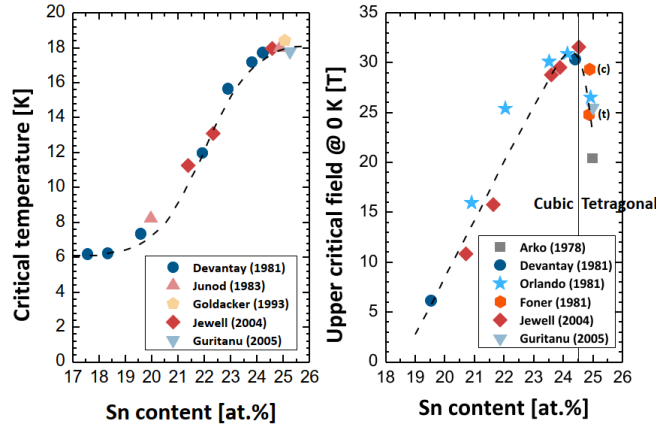 Critical temperature [K]
20
18
16
14
12
10
8
6
4
2
0
17 18 19 20 21 22 23 24 25 26
Sn content [at.%]
Devantay (1981)
Junod (1983)
Goldacker (1993)
Jewell (2004)
Guritanu (2005)
Upper critical field @ 0 K [T]
35
30
25
20
15
10
5
0
18 19 20 21 22 23 24 25 26
Sn content [at.%]
(c)
(t)
Cubic Tetragonal
Arko (1978)
Devantay (1981)
Orlando (1981)
Foner (1981)
Jewell (2004)
Guritanu (2005)